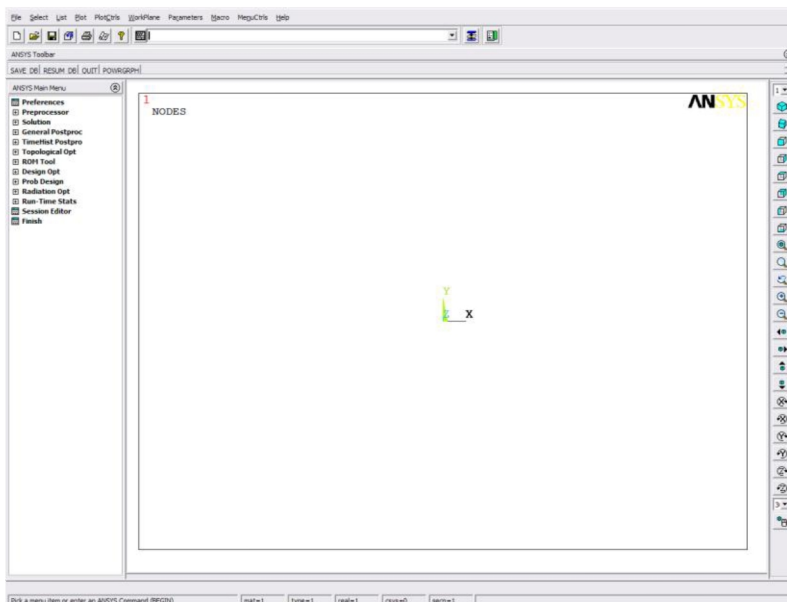 File Select List Plot PlotCtrls WorkPlane Parameters Macro MenuCtrls Help
ANSYS Toolbar
SAVE_DB RESUM_DB QUIT POWRGRPH
ANSYS Main Menu
Preferences
Preprocessor
Solution
General Postproc
TimeHist Postpro
Topological Opt
ROM Tool
Design Opt
Prob Design
Radiation Opt
Run-Time Stats
Session Editor
Finish
1
NODES
ANSYS
Y
Z X
1
3
Pick a menu item or enter an ANSYS Command (BEGIN) mat=1 type=1 real=1 csys=0 secn=1